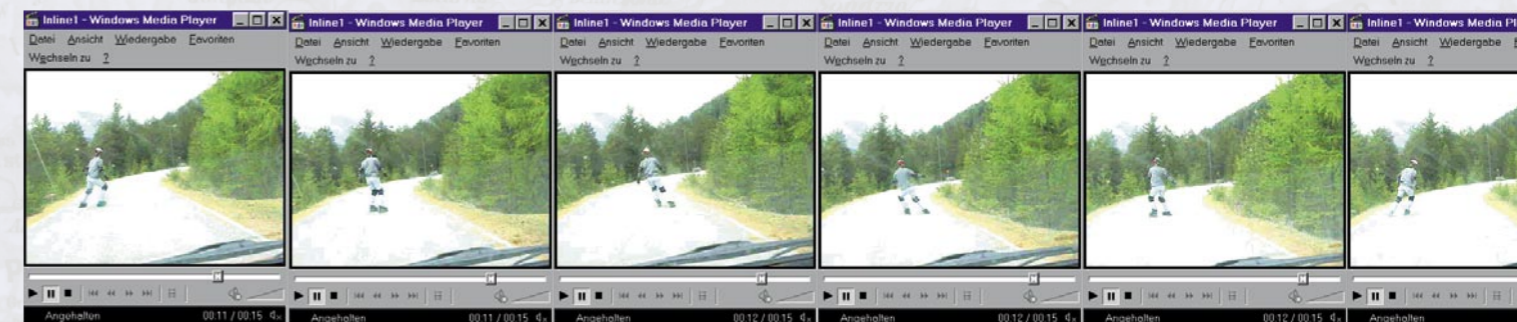 Inline1 - Windows Media Player
Datei Ansicht Wiedergabe Favoriten
Wechseln zu ?
Angehalten 00:11 / 00:15
Inline1 - Windows Media Player
Datei Ansicht Wiedergabe Favoriten
Wechseln zu ?
Angehalten 00:11 / 00:15
Inline1 - Windows Media Player
Datei Ansicht Wiedergabe Favoriten
Wechseln zu ?
Angehalten 00:12 / 00:15
Inline1 - Windows Media Player
Datei Ansicht Wiedergabe Favoriten
Wechseln zu ?
Angehalten 00:12 / 00:15
Inline1 - Windows Media Player
Datei Ansicht Wiedergabe Favoriten
Wechseln zu ?
Angehalten 00:12 / 00:15
Inline1 - Windows Media Pl
Datei Ansicht Wiedergabe
Wechseln zu ?
Angehalten